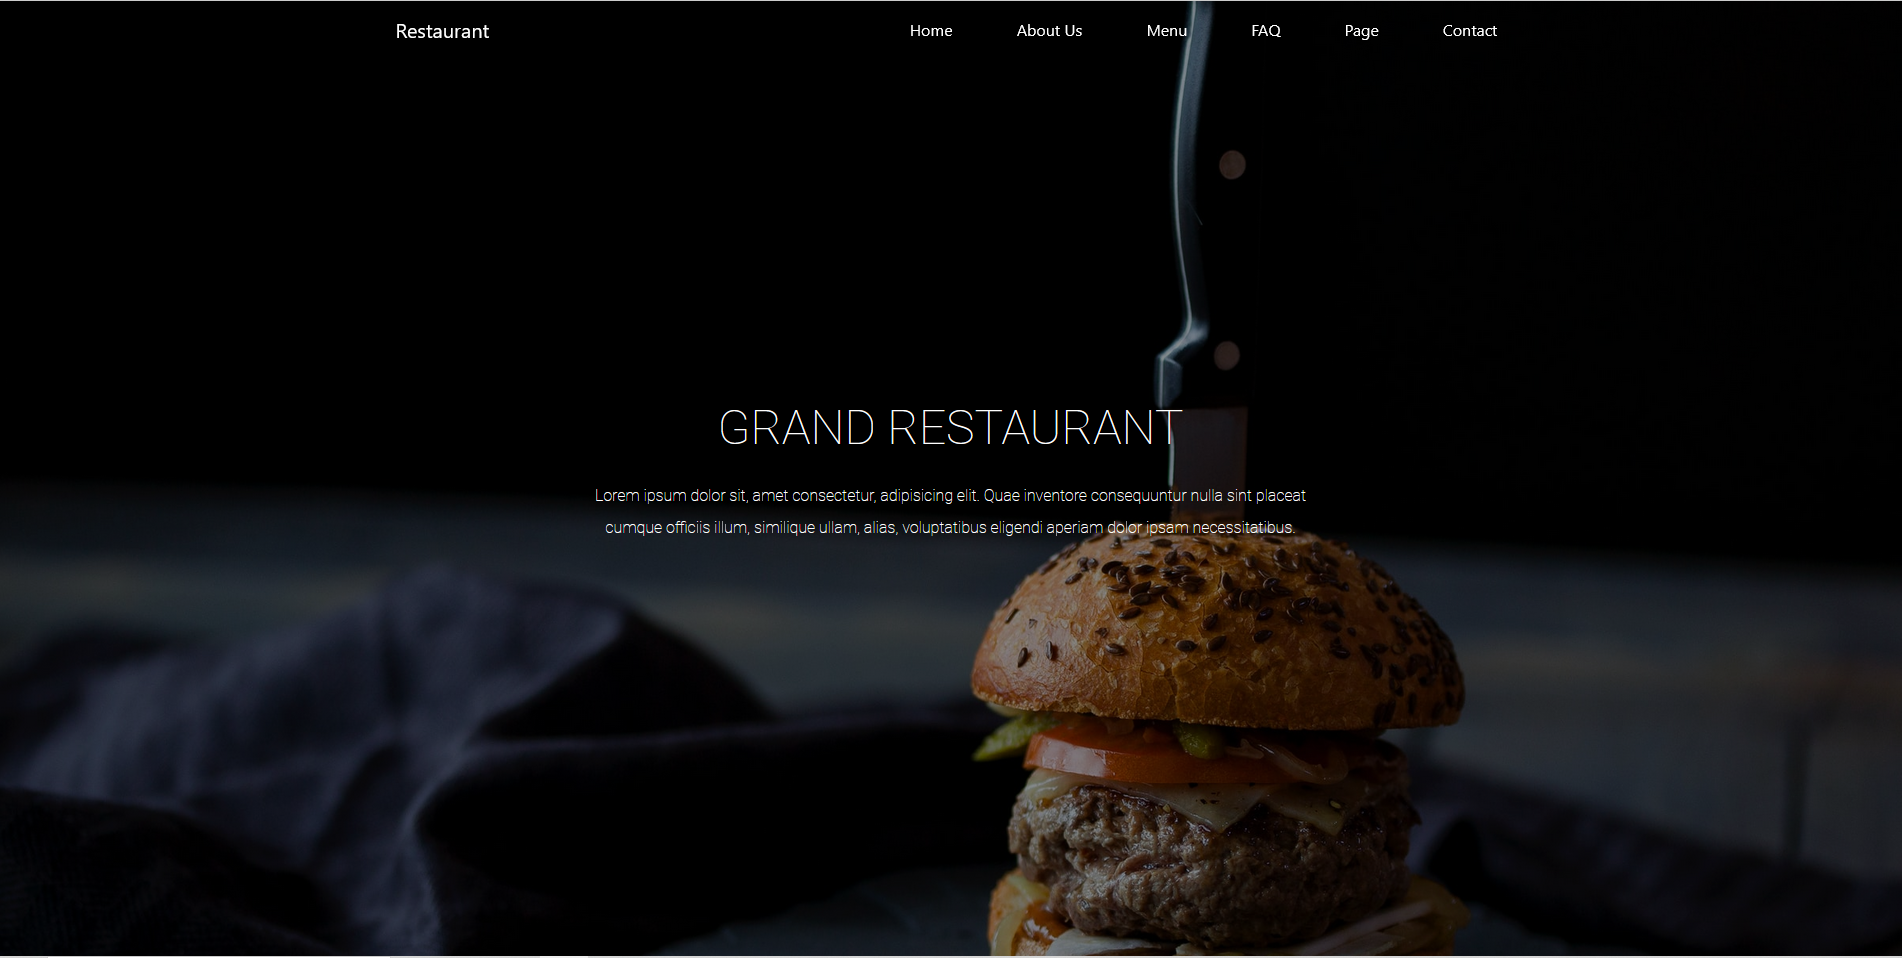 Restaurant
Home About Us Menu FAQ Page Contact
GRAND RESTAURANT
Lorem ipsum dolor sit, amet consectetur, adipisicing elit. Quae inventore consequuntur nulla sint placeat
cumque officiis illum, similique ullam, alias, voluptatibus eligendi aperiam dolor ipsam necessitatibus.